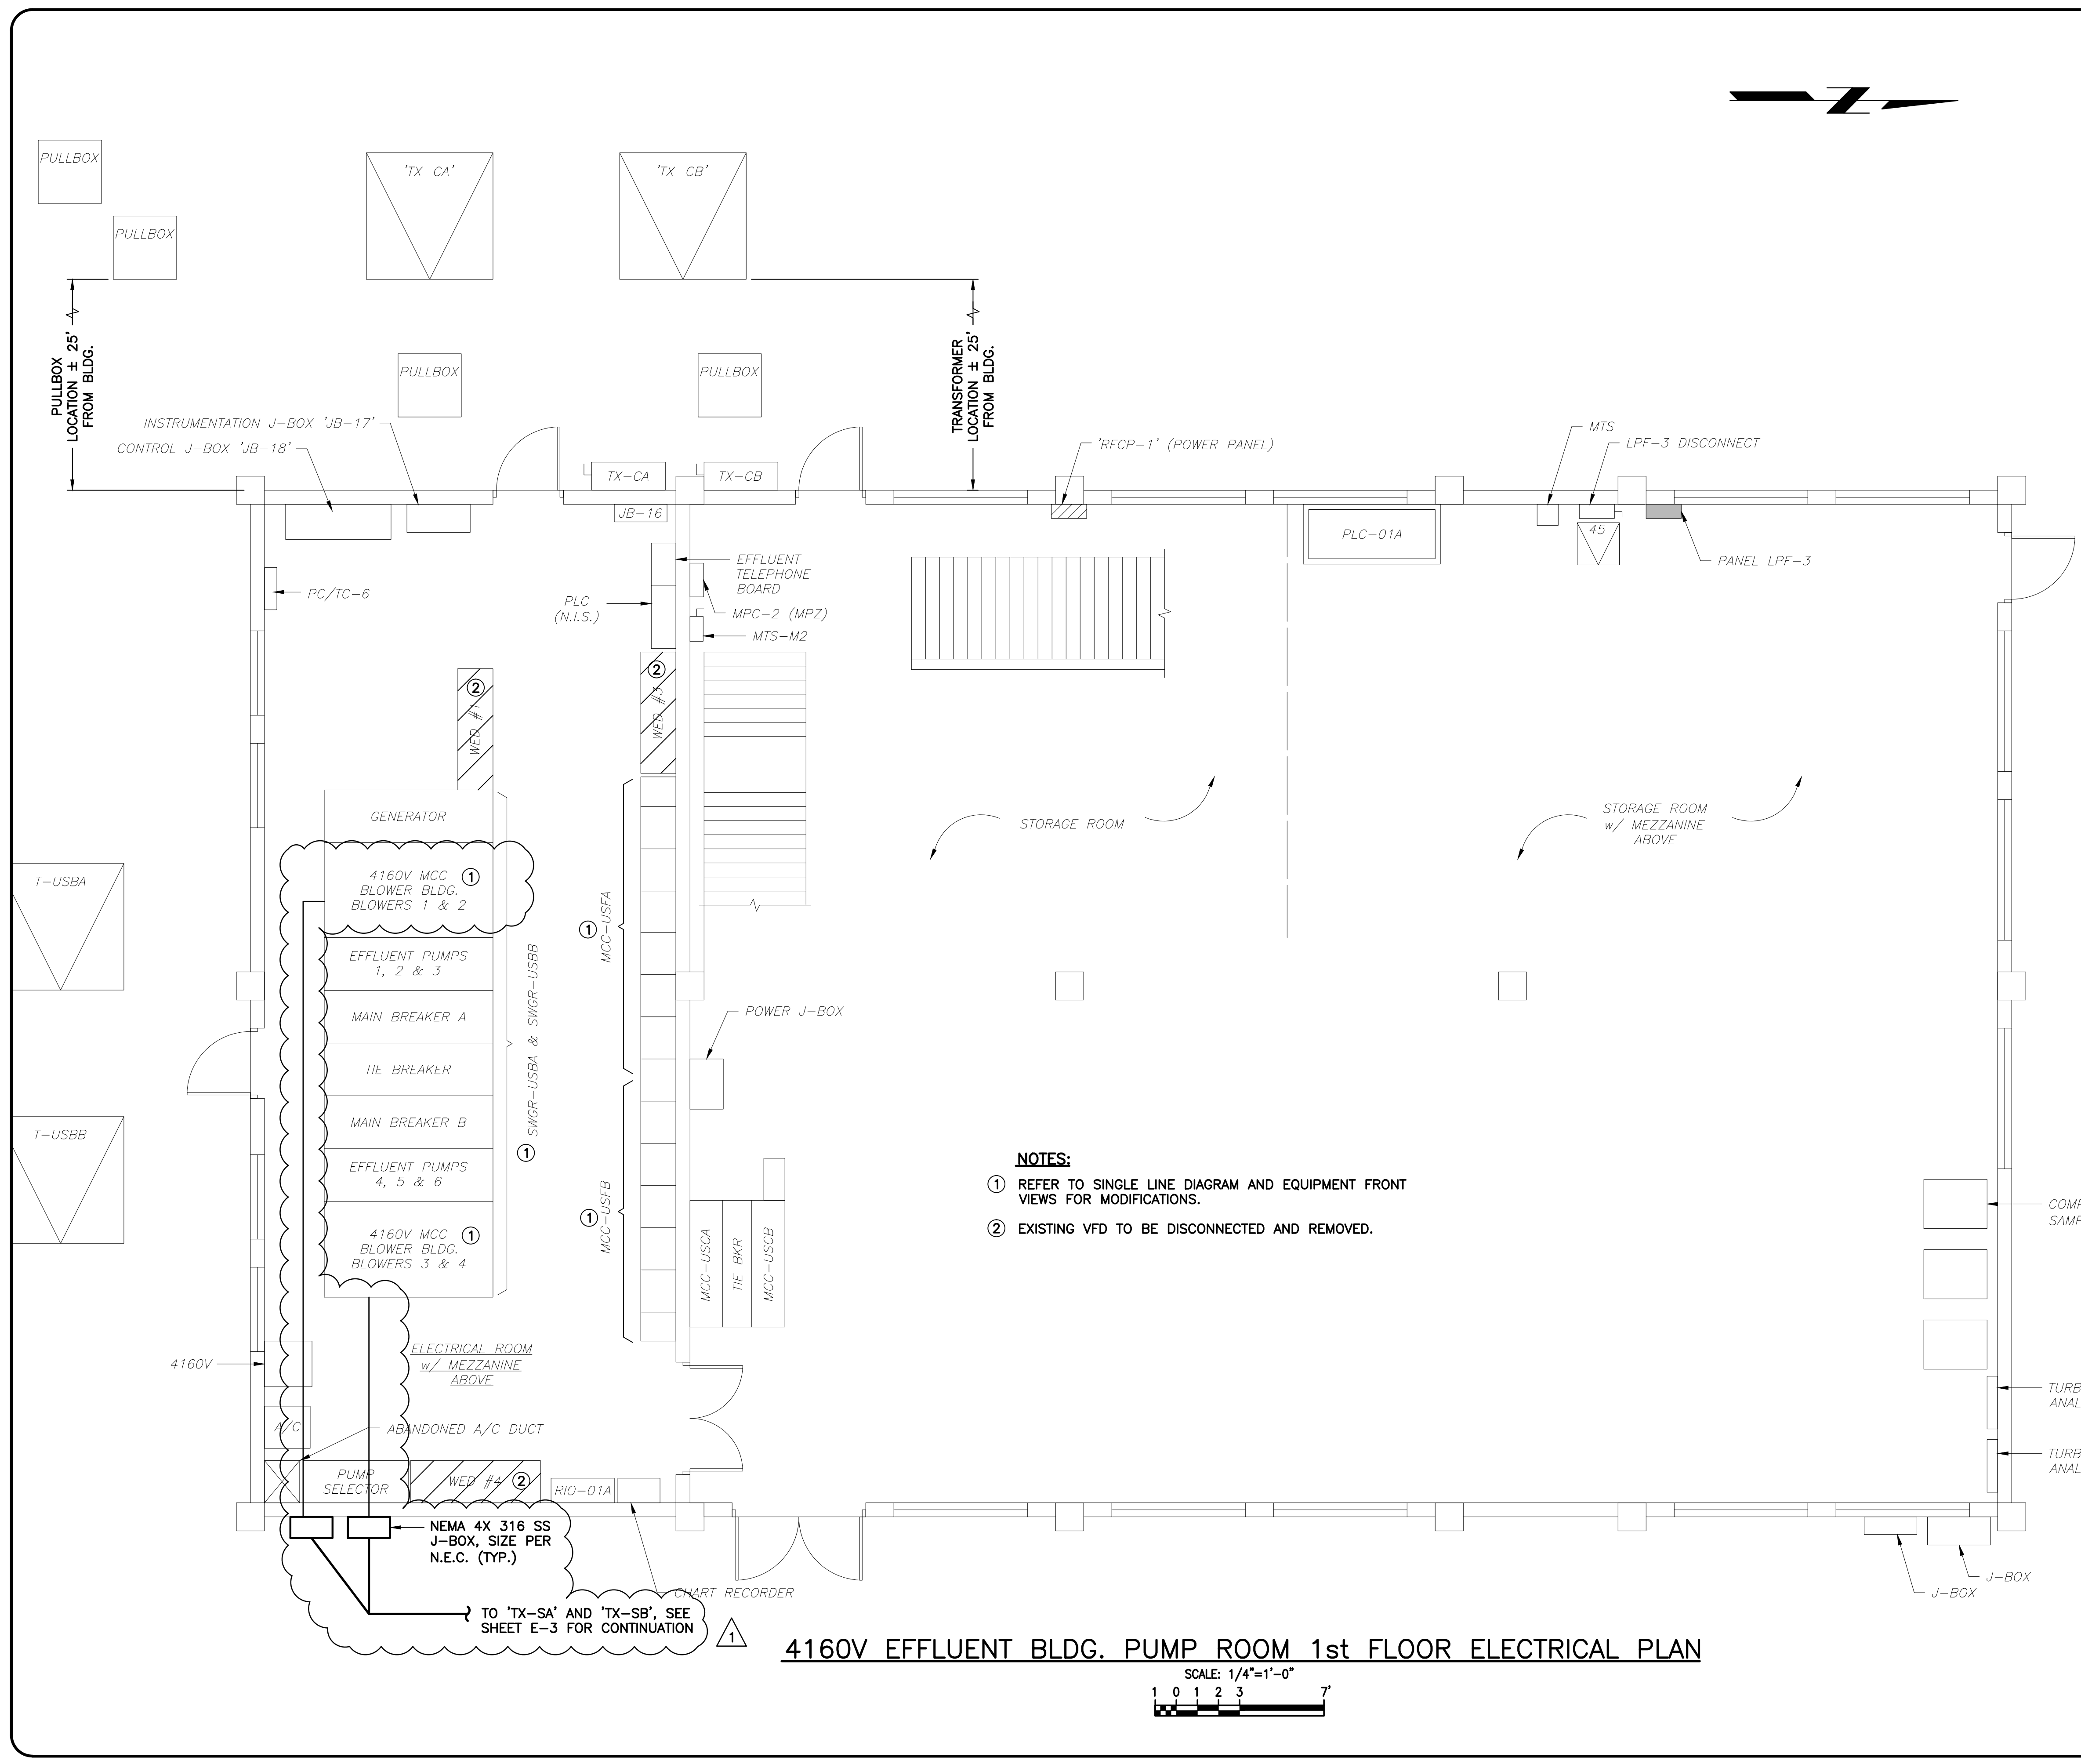 PULLBOX
'TX-CA'
'TX-CB'
PULLBOX
PULLBOX
LOCATION ± 25'
FROM BLDG.
TRANSFORMER
LOCATION ± 25'
FROM BLDG.
PULLBOX
PULLBOX
INSTRUMENTATION J-BOX 'JB-17'
CONTROL J-BOX 'JB-18'
MTS
LPF-3 DISCONNECT
'RFCP-1' (POWER PANEL)
TX-CA
TX-CB
JB-16
PLC-01A
45
PANEL LPF-3
EFFLUENT
TELEPHONE
BOARD
PC/TC-6
PLC
(N.I.S.)
MPC-2 (MPZ)
MTS-M2
2
WED #1
2
WED #3
GENERATOR
STORAGE ROOM
STORAGE ROOM
w/ MEZZANINE
ABOVE
T-USBA
4160V MCC
BLOWER BLDG.
BLOWERS 1 & 2
1
1
MCC-USFA
EFFLUENT PUMPS
1, 2 & 3
MAIN BREAKER A
POWER J-BOX
TIE BREAKER
SWGR-USBA & SWGR-USBB
1
T-USBB
MAIN BREAKER B
EFFLUENT PUMPS
4, 5 & 6
4160V MCC
BLOWER BLDG.
BLOWERS 3 & 4
1
1
MCC-USFB
MCC-USCA
TIE BKR
MCC-USCB
NOTES:
1 REFER TO SINGLE LINE DIAGRAM AND EQUIPMENT FRONT
VIEWS FOR MODIFICATIONS.
2 EXISTING VFD TO BE DISCONNECTED AND REMOVED.
COMP
SAMP
ELECTRICAL ROOM
w/ MEZZANINE
ABOVE
4160V
TURB
ANAL
A/C
ABANDONED A/C DUCT
TURB
ANAL
PUMP
SELECTOR
WED #4
2
RIO-01A
NEMA 4X 316 SS
J-BOX, SIZE PER
N.E.C. (TYP.)
CHART RECORDER
J-BOX
J-BOX
TO 'TX-SA' AND 'TX-SB', SEE
SHEET E-3 FOR CONTINUATION
1
4160V EFFLUENT BLDG. PUMP ROOM 1st FLOOR ELECTRICAL PLAN
SCALE: 1/4"=1'-0"
1 0 1 2 3 7'